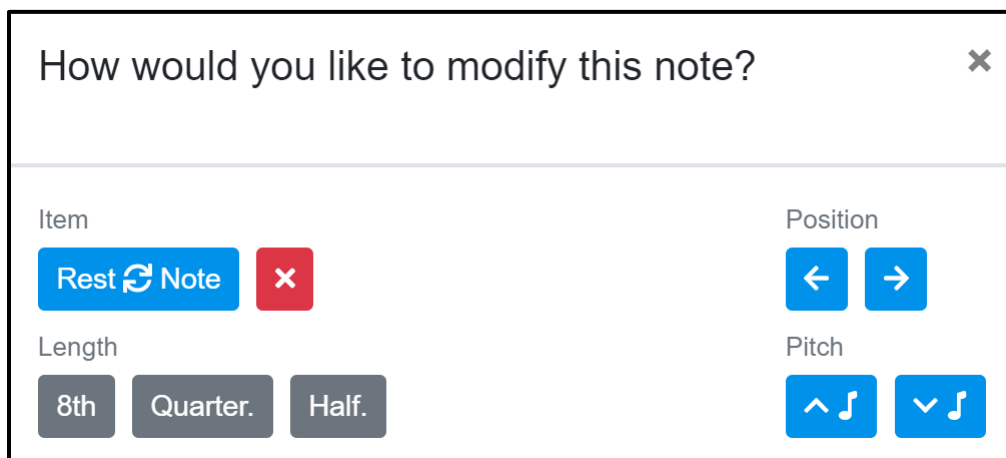 How would you like to modify this note?
Item
Position
Rest Note
Length
Pitch
8th Quarter. Half.